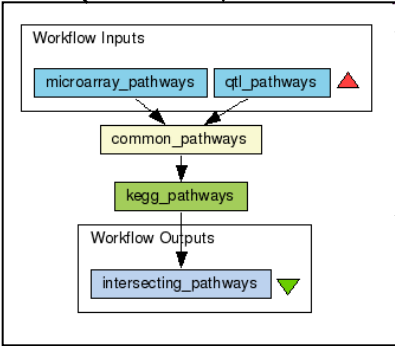 Workflow Inputs
microarray_pathways qtl_pathways
common_pathways
kegg_pathways
Workflow Outputs
intersecting_pathways